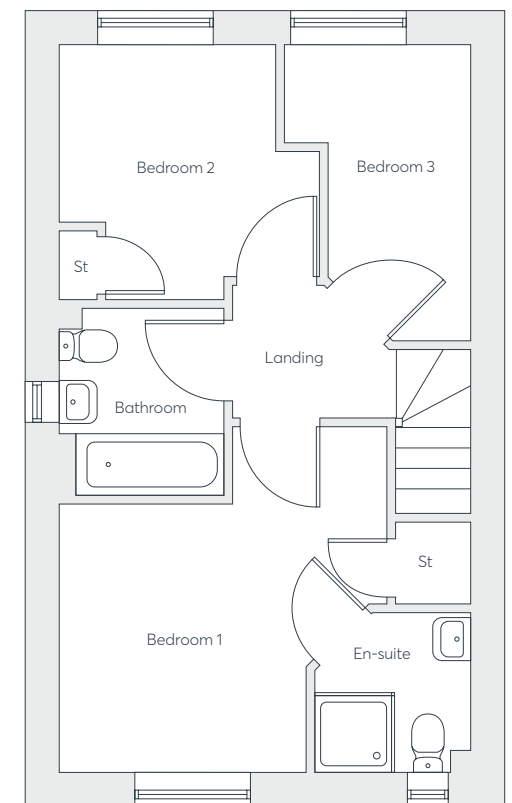 Bedroom 2
Bedroom 3
St
Landing
Bathroom
St
Bedroom 1
En-suite